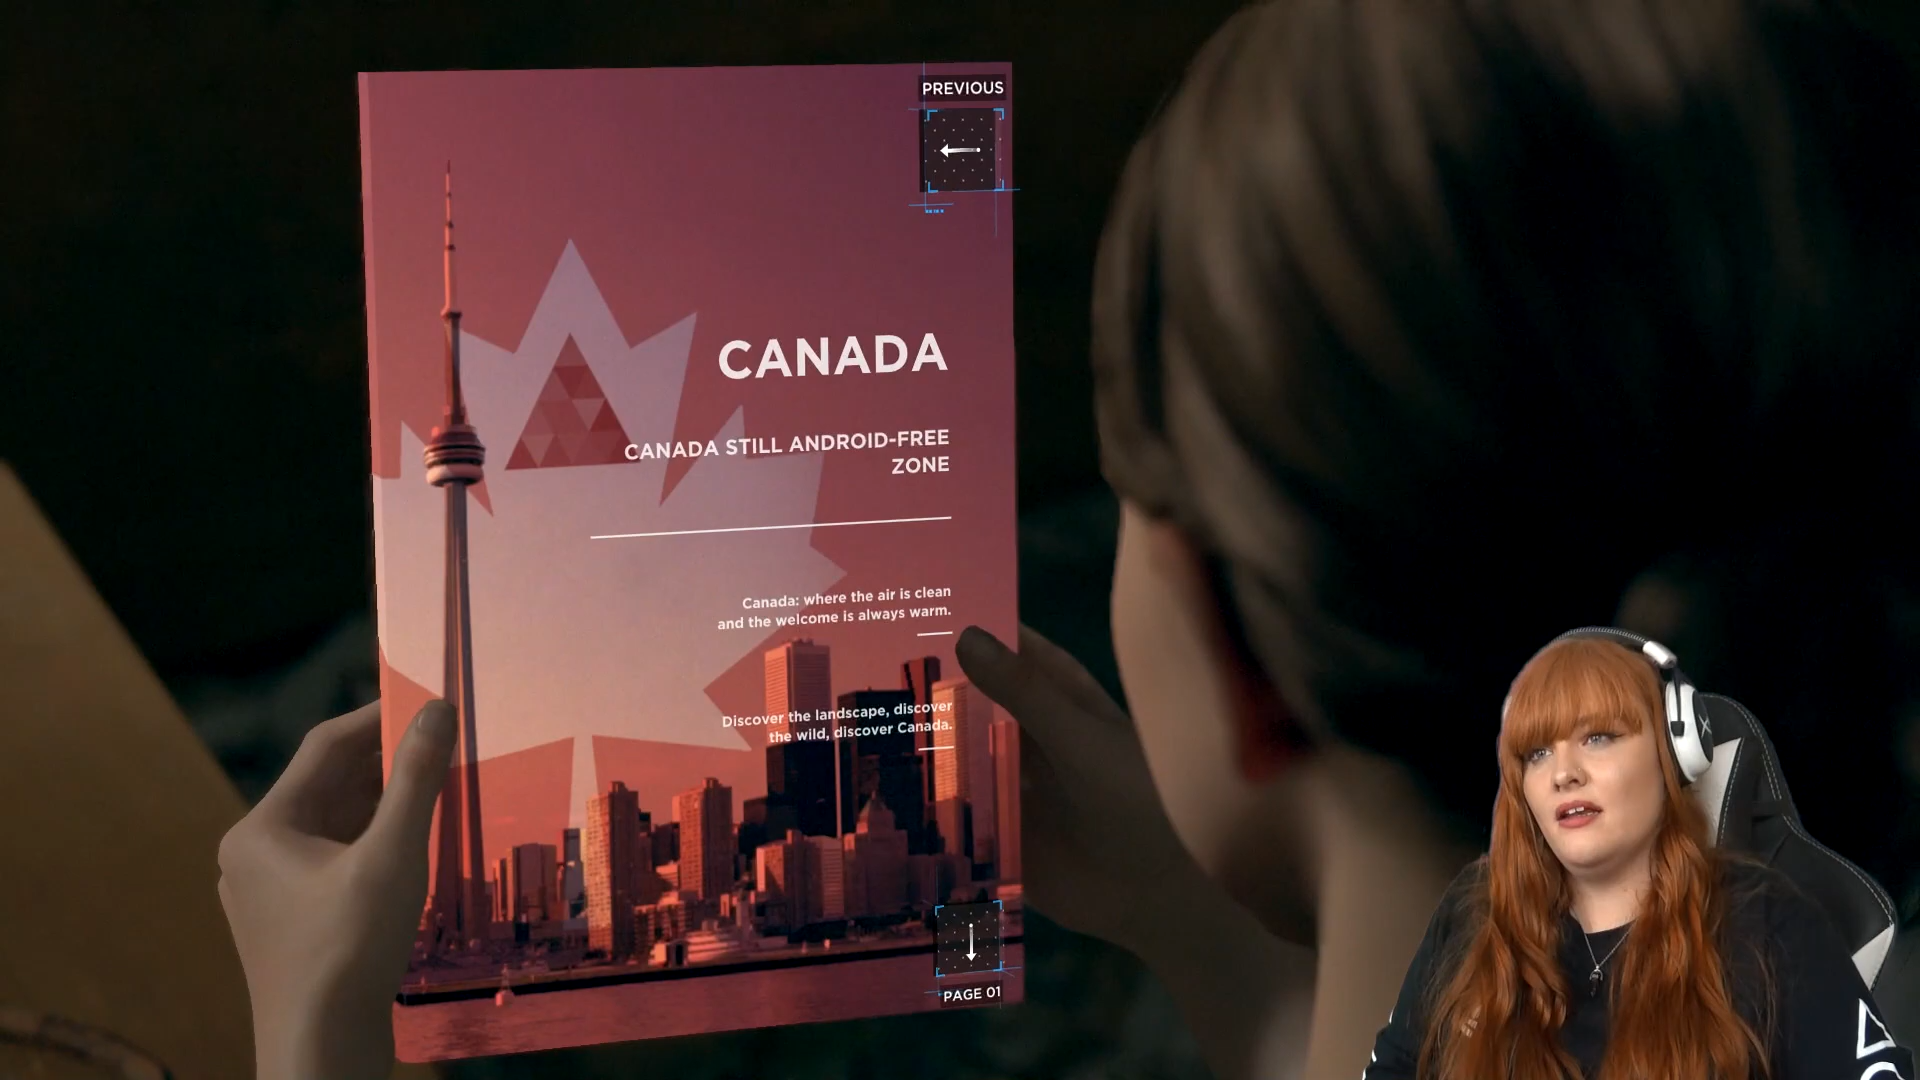 PREVIOUS
CANADA
CANADA STILL ANDROID-FREE
ZONE
Canada: where the air is clean
and the welcome is always warm.
Discover the landscape, discover
the wild, discover Canada.
PAGE 01